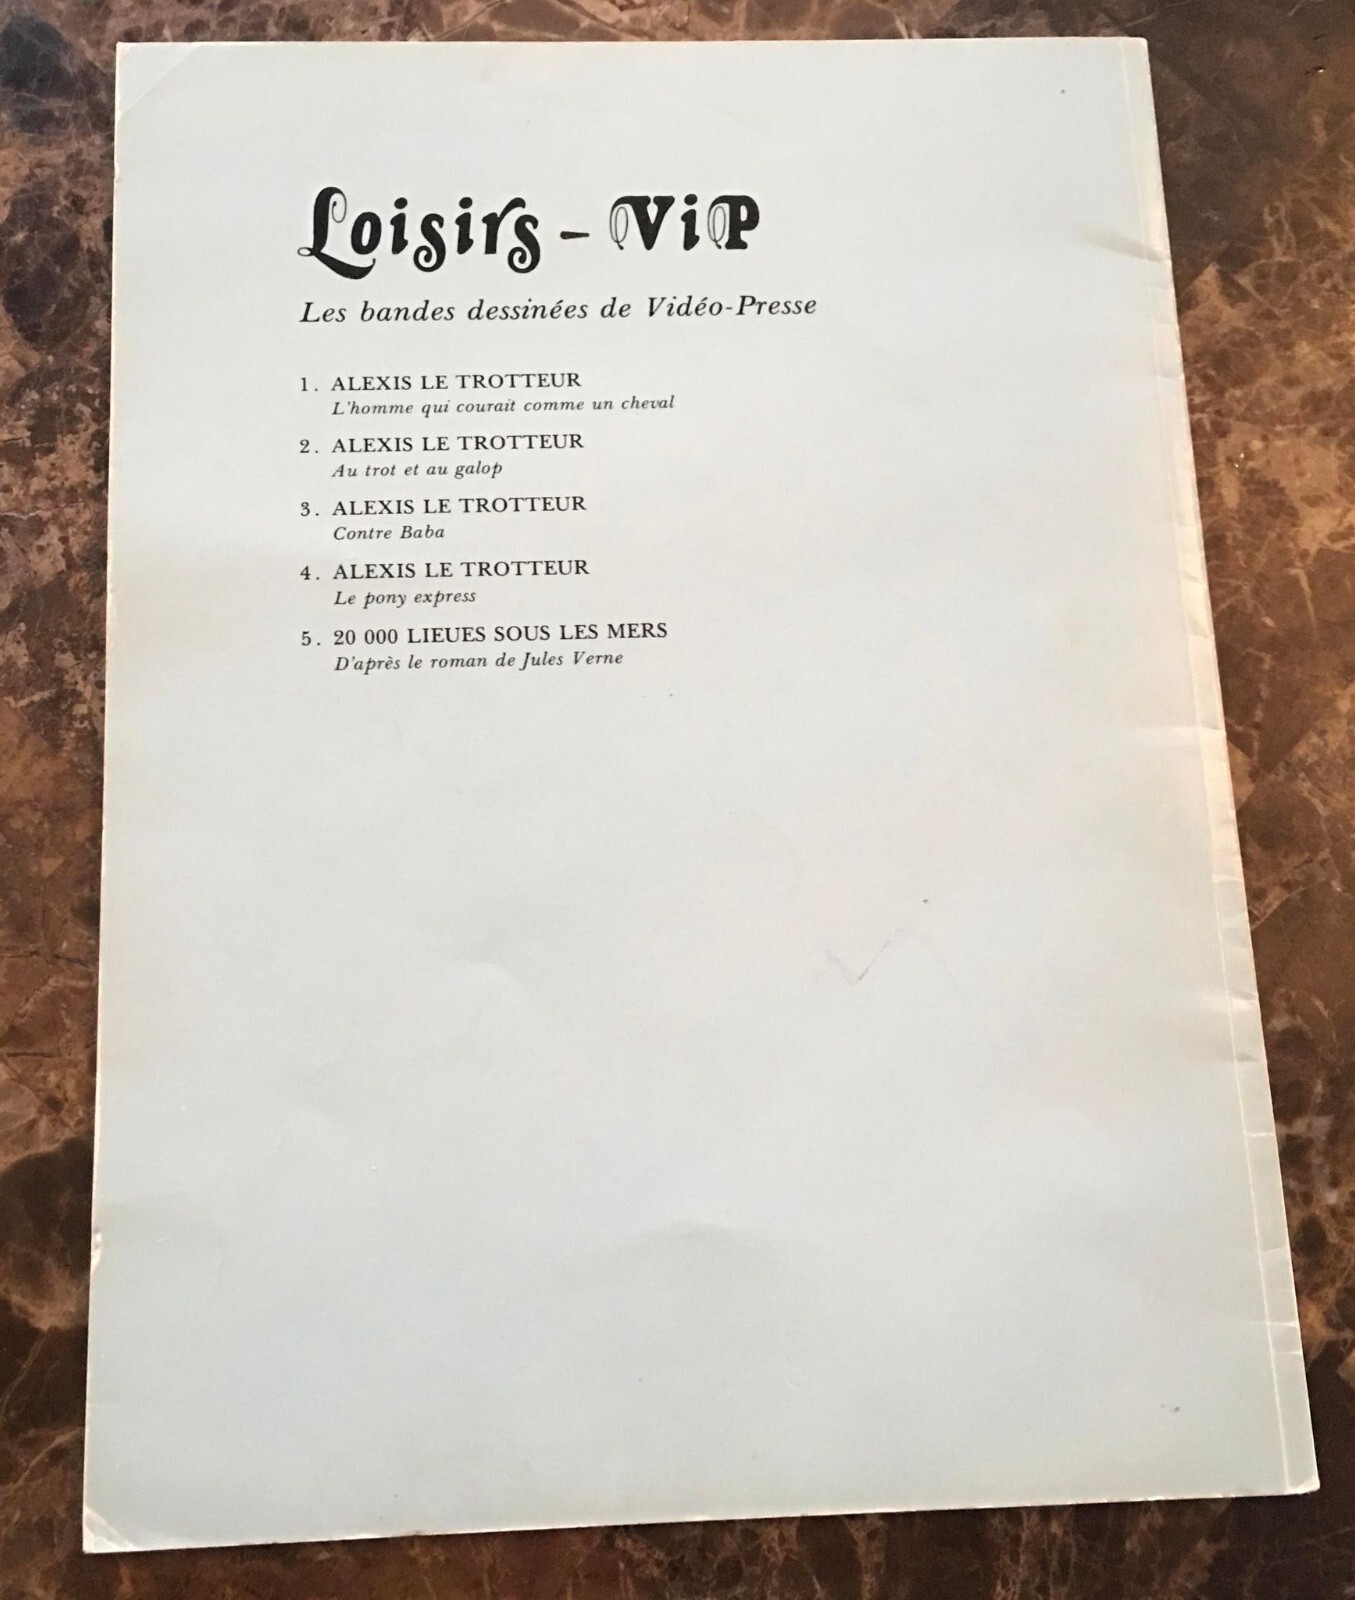 Loisirs - ViP
Les bandes dessinées de Vidéo-Presse
1. ALEXIS LE TROTTEUR
L'homme qui courait comme un cheval
2. ALEXIS LE TROTTEUR
Au trot et au galop
3. ALEXIS LE TROTTEUR
Contre Baba
4. ALEXIS LE TROTTEUR
Le pony express
5. 20 000 LIEUES SOUS LES MERS
D'après le roman de Jules Verne